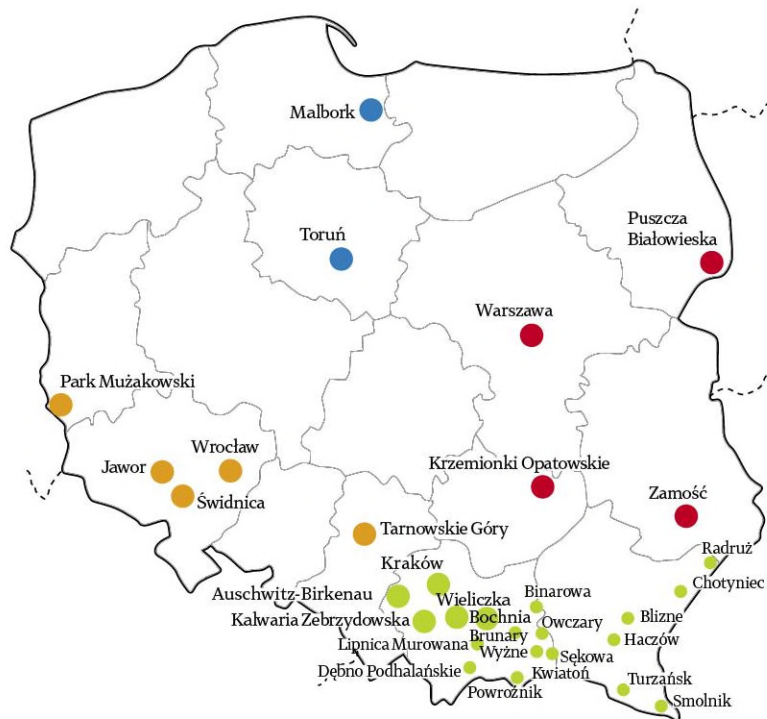 Malbork
Toruń
Puszcza
Białowieska
Warszawa
Park Mużakowski
Wrocław
Jawor
Świdnica
Krzemionki Opatowskie
Zamość
Tarnowskie Góry
Kraków
Radruż
Chotyniec
Auschwitz-Birkenau
Wieliczka
Binarowa
Kalwaria Zebrzydowska
Bochnia
Blizne
Owczary
Brunary
Wyżne
Haczów
Lipnica Murowana
Sękowa
Dębno Podhalańskie
Kwiatoń
Powroźnik
Turzańsk
Smolnik